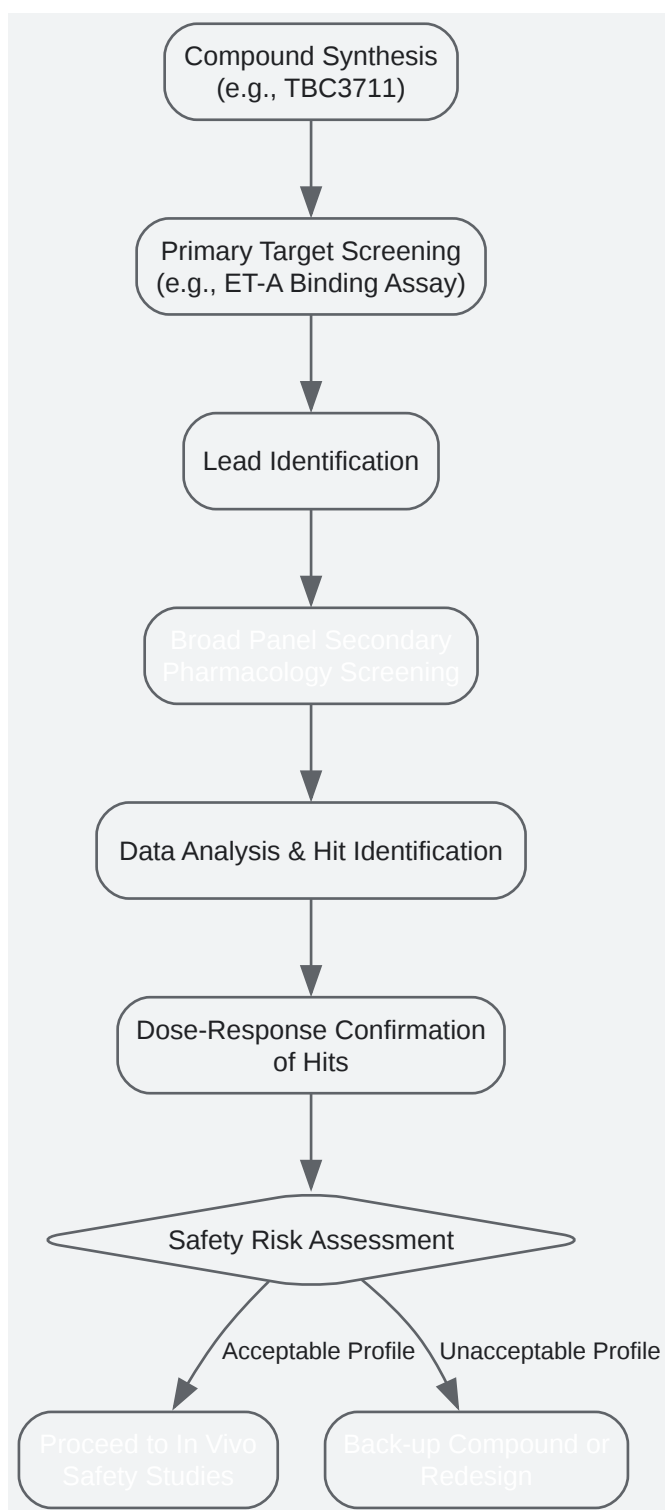 Compound Synthesis
(e.g., TBC3711)
Primary Target Screening
(e.g., ET-A Binding Assay)
Lead Identification
Broad Panel Secondary
Pharmacology Screening
Data Analysis & Hit Identification
Dose-Response Confirmation
of Hits
Safety Risk Assessment
Acceptable Profile
Unacceptable Profile
Proceed to In Vivo
Safety Studies
Back-up Compound or
Redesign